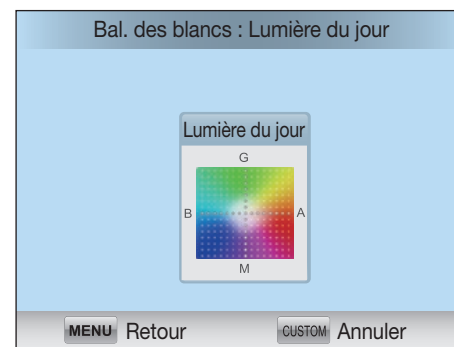 Bal. des blancs : Lumière du jour
Lumière du jour
G
B A
M
MENU Retour CUSTOM Annuler